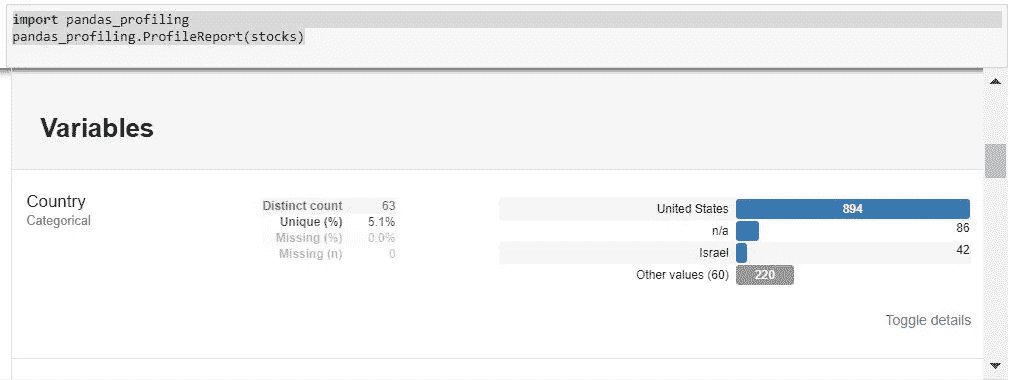 import pandas_profiling
pandas_profiling.ProfileReport(stocks)
Variables
Country
Categorical
Distinct count 63
Unique (%) 5.1%
Missing (%) 0.0%
Missing (n) 0
United States 894
n/a 86
Israel 42
Other values (60) 220
Toggle details